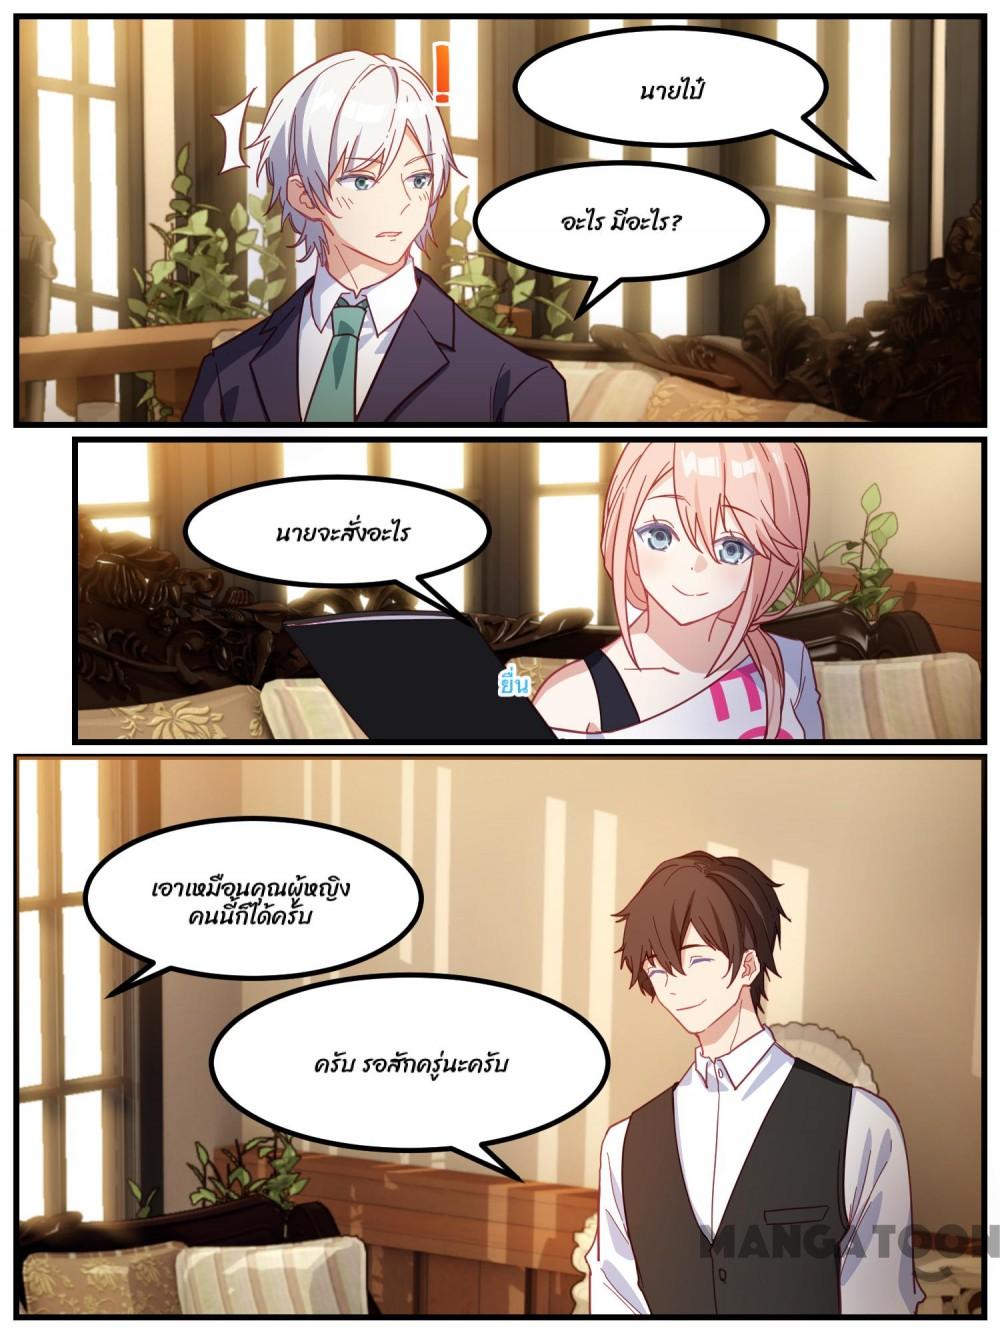 นายไป๋
อะไร มีอะไร?
นายจะสั่งอะไร
ยื่น
เอาเหมือนคุณผู้หญิง
คนนี้ก็ได้ครับ
ครับ รอสักครู่นะครับ
MANGATOON